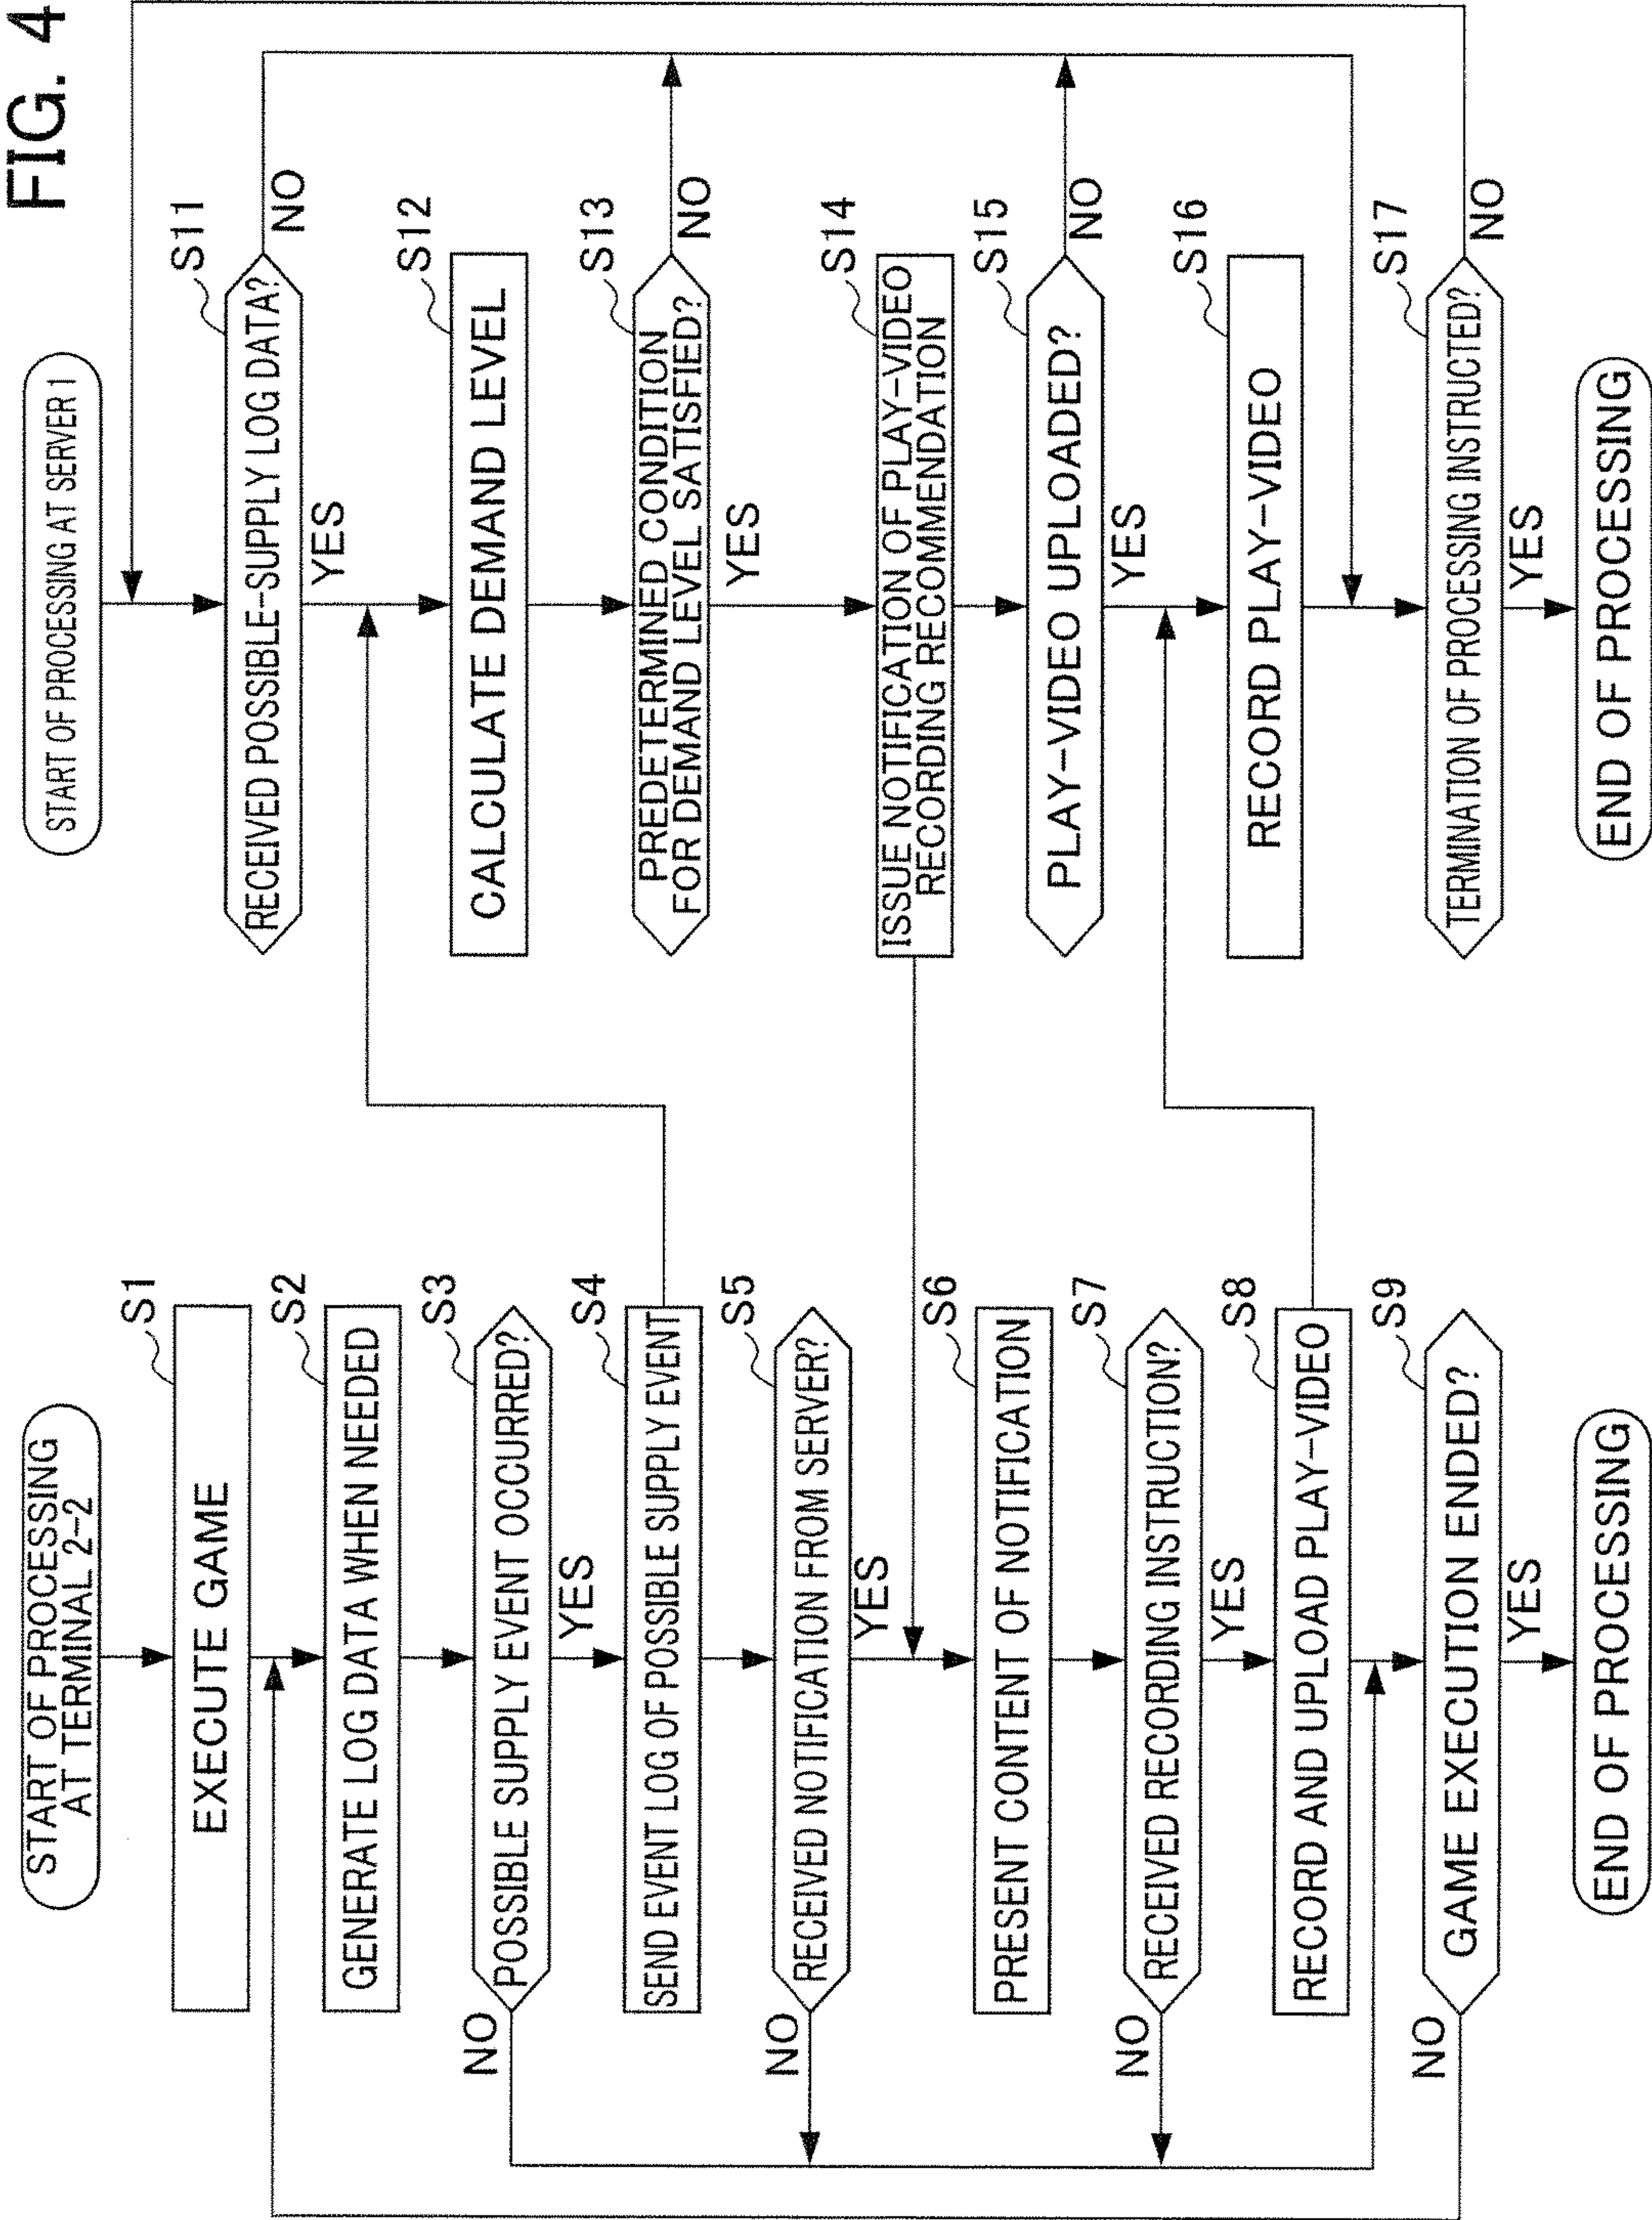 FIG. 4
START OF PROCESSING
AT TERMINAL 2-2
S1
EXECUTE GAME
S2
GENERATE LOG DATA WHEN NEEDED
S3
POSSIBLE SUPPLY EVENT OCCURRED?
NO
YES
S4
SEND EVENT LOG OF POSSIBLE SUPPLY EVENT
S5
RECEIVED NOTIFICATION FROM SERVER?
NO
YES
S6
PRESENT CONTENT OF NOTIFICATION
S7
RECEIVED RECORDING INSTRUCTION?
NO
YES
S8
RECORD AND UPLOAD PLAY-VIDEO
S9
GAME EXECUTION ENDED?
NO
YES
END OF PROCESSING
START OF PROCESSING AT SERVER 1
S11
RECEIVED POSSIBLE-SUPPLY LOG DATA?
NO
YES
S12
CALCULATE DEMAND LEVEL
S13
PREDETERMINED CONDITION
FOR DEMAND LEVEL SATISFIED?
NO
YES
S14
ISSUE NOTIFICATION OF PLAY-VIDEO
RECORDING RECOMMENDATION
S15
PLAY-VIDEO UPLOADED?
NO
YES
S16
RECORD PLAY-VIDEO
S17
TERMINATION OF PROCESSING INSTRUCTED?
NO
YES
END OF PROCESSING